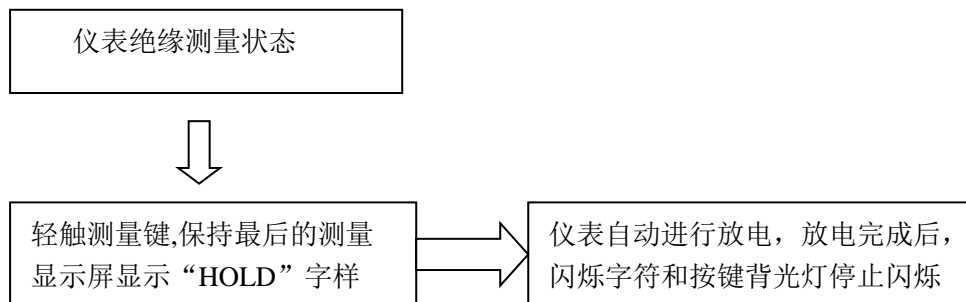 仪表绝缘测量状态
轻触测量键,保持最后的测量
显示屏显示“HOLD”字样
仪表自动进行放电，放电完成后，
闪烁字符和按键背光灯停止闪烁